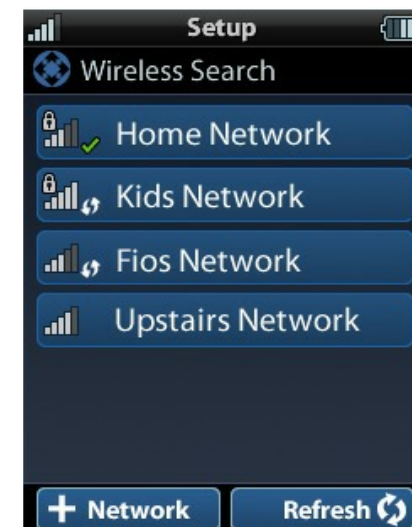 Setup
Wireless Search
Home Network
Kids Network
Fios Network
Upstairs Network
+ Network
Refresh